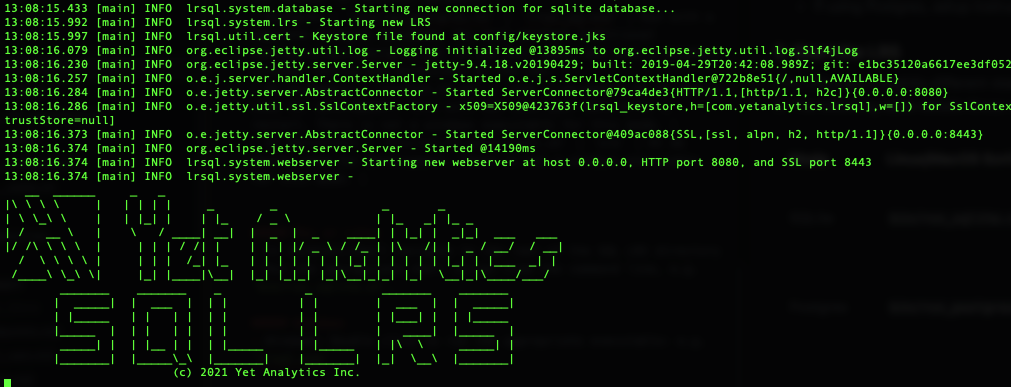 13:08:15.433 [main] INFO  lrsql.system.database - Starting new connection for sqlite database...
13:08:15.992 [main] INFO  lrsql.system.lrs - Starting new LRS
13:08:15.997 [main] INFO  lrsql.util.cert - Keystore file found at config/keystore.jks
13:08:16.079 [main] INFO  org.eclipse.jetty.util.log - Logging initialized @13895ms to org.eclipse.jetty.util.log.Slf4jLog
13:08:16.230 [main] INFO  org.eclipse.jetty.server.Server - jetty-9.4.18.v20190429; built: 2019-04-29T20:42:08.989Z; git: e1bc35120a6617ee3df052
13:08:16.257 [main] INFO  o.e.j.server.handler.ContextHandler - Started o.e.j.s.ServletContextHandler@722b8e51{/,null,AVAILABLE}
13:08:16.284 [main] INFO  o.e.jetty.server.AbstractConnector - Started ServerConnector@79ca4de3{HTTP/1.1,[http/1.1, h2c]}{0.0.0.0:8080}
13:08:16.286 [main] INFO  o.e.jetty.util.ssl.SslContextFactory - x509=X509@423763f(lrsql_keystore,h=[com.yetanalytics.lrsql],w=[]) for SslContex
trustStore=null]
13:08:16.373 [main] INFO  o.e.jetty.server.AbstractConnector - Started ServerConnector@409ac088{SSL,[ssl, alpn, h2, http/1.1]}{0.0.0.0:8443}
13:08:16.374 [main] INFO  org.eclipse.jetty.server.Server - Started @14190ms
13:08:16.374 [main] INFO  lrsql.system.webserver - Starting new webserver at host 0.0.0.0, HTTP port 8080, and SSL port 8443
13:08:16.374 [main] INFO  lrsql.system.webserver -
Yet Analytics
SQL LRS
(c) 2021 Yet Analytics Inc.